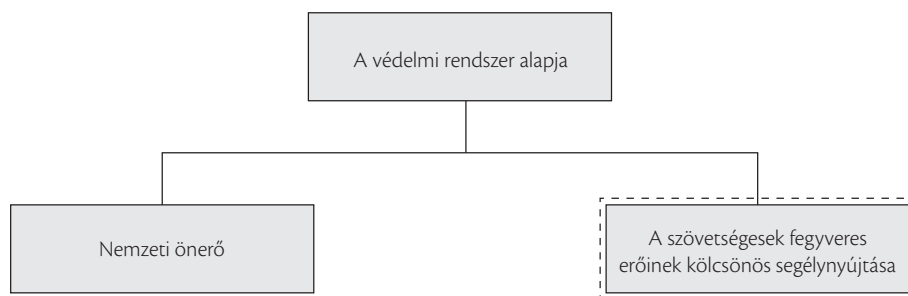 A védelmi rendszer alapja
Nemzeti önerő
A szövetségesek fegyveres
erőinek kölcsönös segélynyújtása